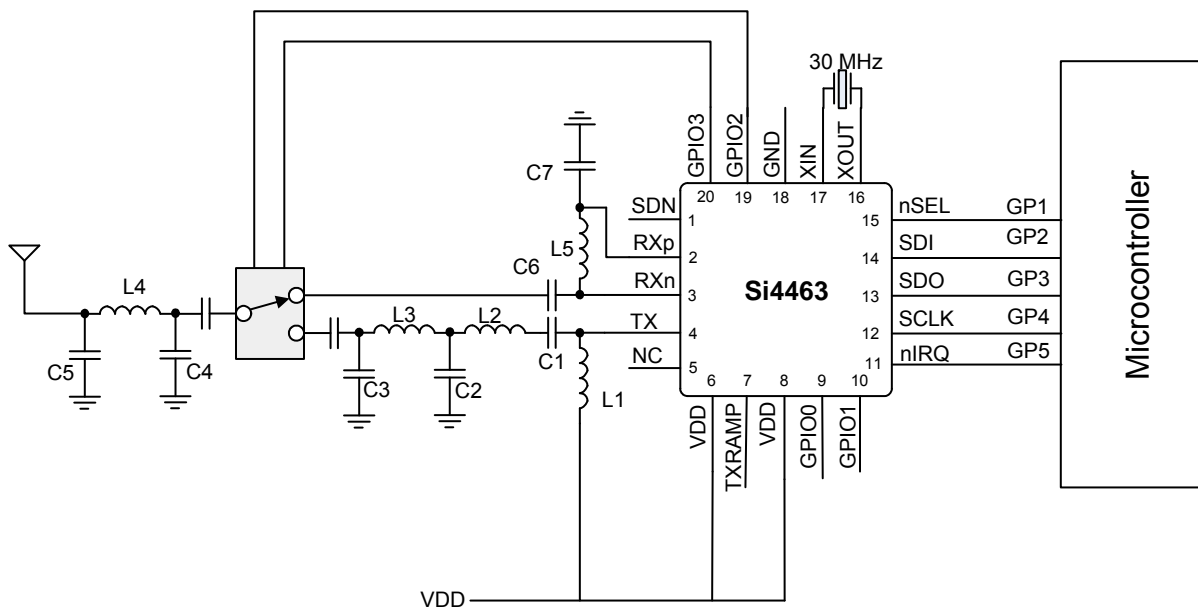 30 MHz
GPIO3
GPIO2
GND
XIN
XOUT
20
19
18
17
16
C7
L5
C6
SDN
1
RXp
2
RXn
3
TX
4
NC
5
Si4463
nSEL
15
GP1
SDI
14
GP2
SDO
13
GP3
SCLK
12
GP4
nIRQ
11
GP5
Microcontroller
L4
C5
C4
L3
L2
C3
C2
C1
L1
6
7
8
9
10
VDD
TXRAMP
VDD
GPIO0
GPIO1
VDD